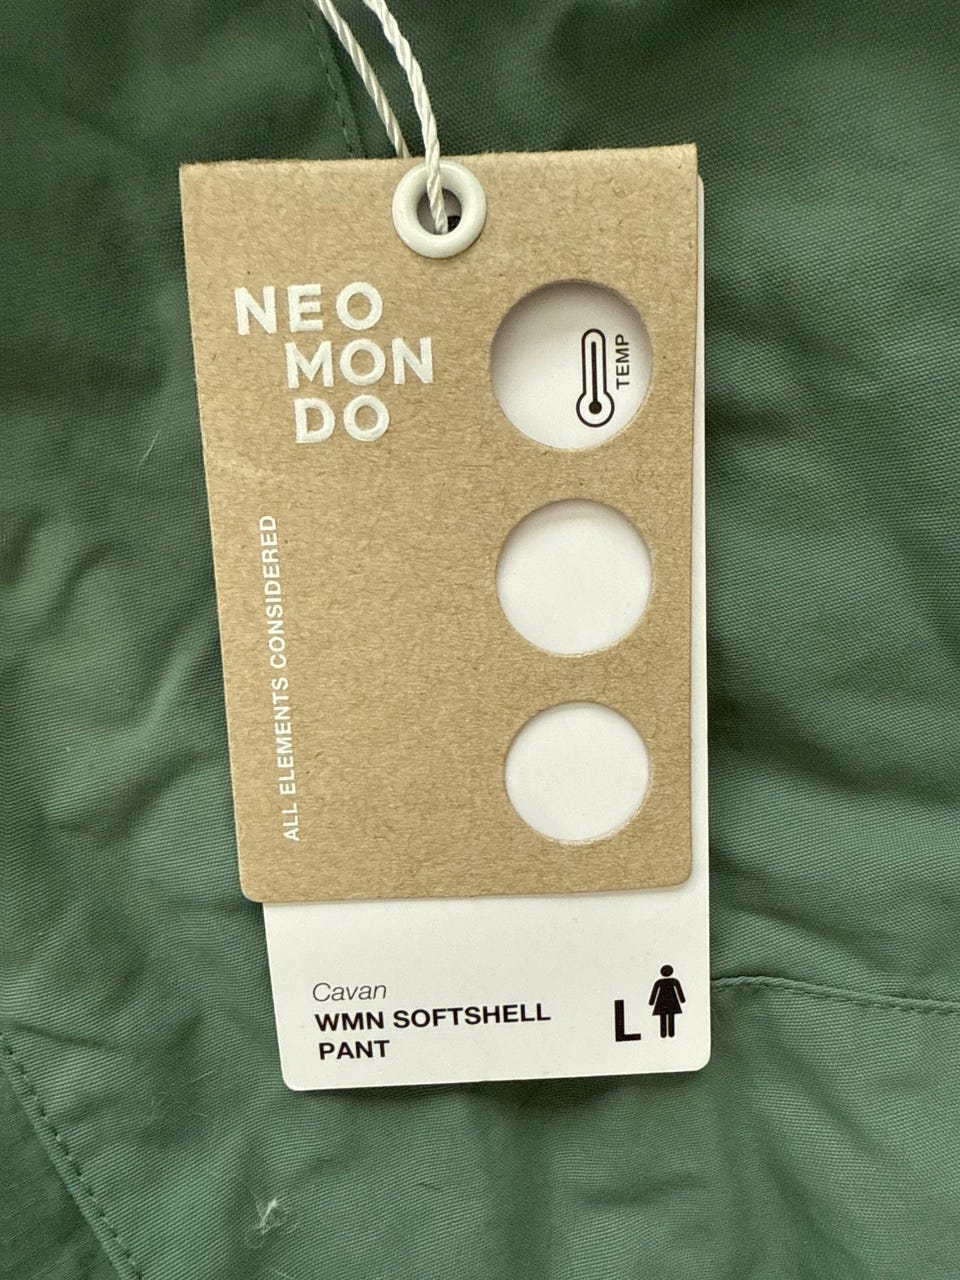 NEO
MON
DO
TEMP
ALL ELEMENTS CONSIDERED
Cavan
WMN SOFTSHELL
PANT
L